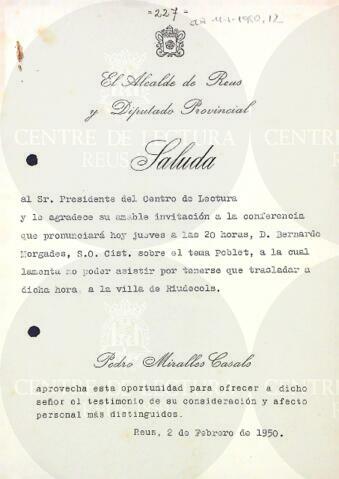 =227=
El Alcalde de Reus
y Diputado Provincial
CENTRE DE LECTURA
REUS
Saluda
al Sr. Presidente del Centro de Lectura
y le agradece su amable invitación a la conferencia
que pronunciará hoy jueves a las 20 horas, D. Bernardo
Morgades, S.O. Cist. sobre el tema Poblet, a la cual
lamenta no poder asistir por tenerse que trasladar a
dicha hora, a la villa de Riudecols.
Pedro Miralles Casals
aprovecha esta oportunidad para ofrecer a dicho
señor el testimonio de su consideración y afecto
personal más distinguidos.
Reus, 2 de Febrero de 1950.